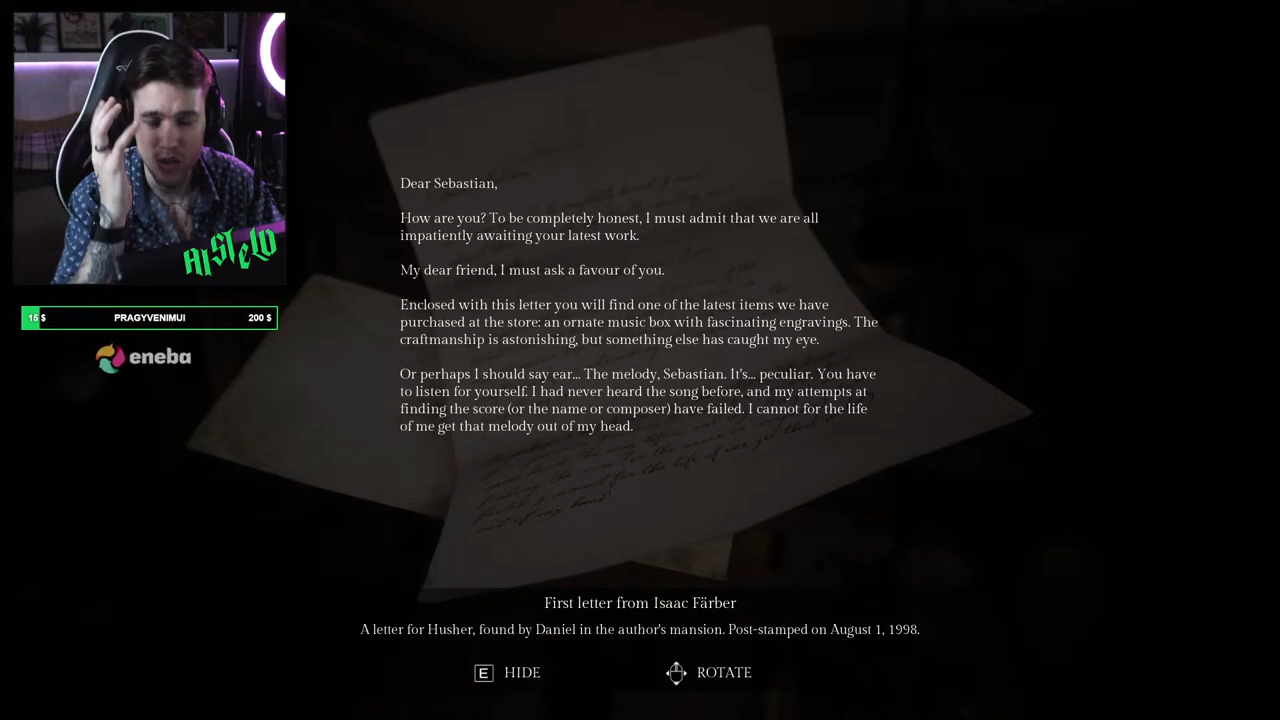 AISTELO
15 $ PRAGYVENIMUI 200 $
eneba
Dear Sebastian,
How are you? To be completely honest, I must admit that we are all
impatiently awaiting your latest work.
My dear friend, I must ask a favour of you.
Enclosed with this letter you will find one of the latest items we have
purchased at the store: an ornate music box with fascinating engravings. The
craftmanship is astonishing, but something else has caught my eye.
Or perhaps I should say ear... The melody, Sebastian. It's... peculiar. You have
to listen for yourself. I had never heard the song before, and my attempts at
finding the score (or the name or composer) have failed. I cannot for the life
of me get that melody out of my head.
First letter from Isaac Färber
A letter for Husher, found by Daniel in the author's mansion. Post-stamped on August 1, 1998.
E HIDE
ROTATE